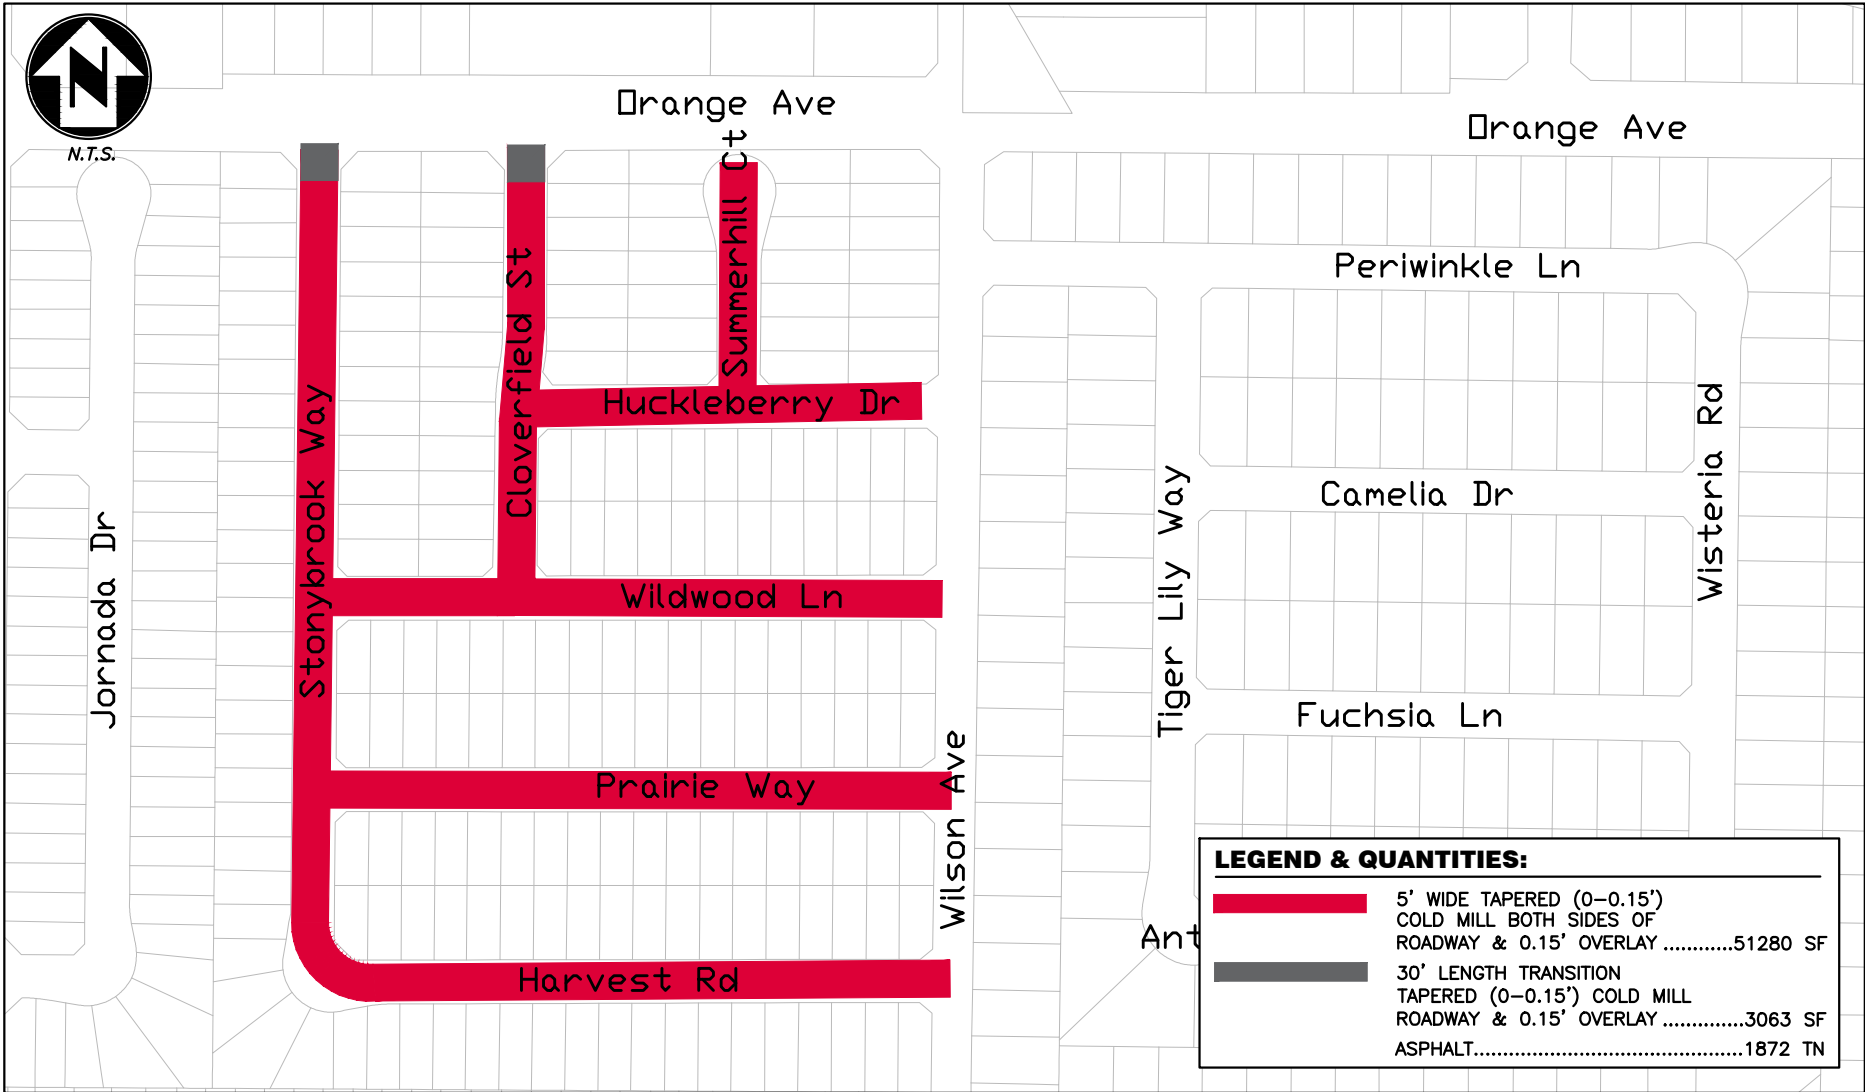 N
N.T.S.
Orange Ave
Orange Ave
Summerhill Ct
Periwinkle Ln
Cloverfield St
Huckleberry Dr
Stonybrook Way
Wisteria Rd
Camelia Dr
Tiger Lily Way
Jornada Dr
Wildwood Ln
Fuchsia Ln
Prairie Way
Wilson Ave
Ant
Harvest Rd
LEGEND & QUANTITIES:
5' WIDE TAPERED (0-0.15')
COLD MILL BOTH SIDES OF
ROADWAY & 0.15' OVERLAY ............51280 SF
30' LENGTH TRANSITION
TAPERED (0-0.15') COLD MILL
ROADWAY & 0.15' OVERLAY ..............3063 SF
ASPHALT...............................................1872 TN